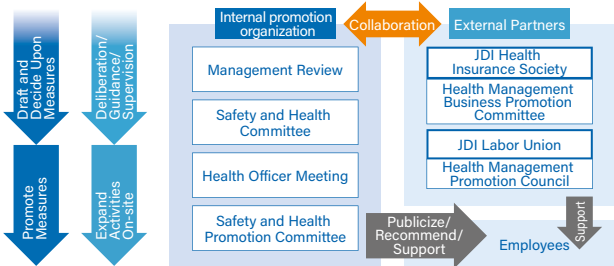 Draft and
Decide Upon
Measures
Deliberation/
Guidance/
Supervision
Promote
Measures
Expand
Activities
On-site
Internal promotion
organization
Collaboration
External Partners
Management Review
Safety and Health
Committee
Health Officer Meeting
Safety and Health
Promotion Committee
JDI Health
Insurance Society
Health Management
Business Promotion
Committee
JDI Labor Union
Health Management
Promotion Council
Publicize/
Recommend/
Support
Support
Employees